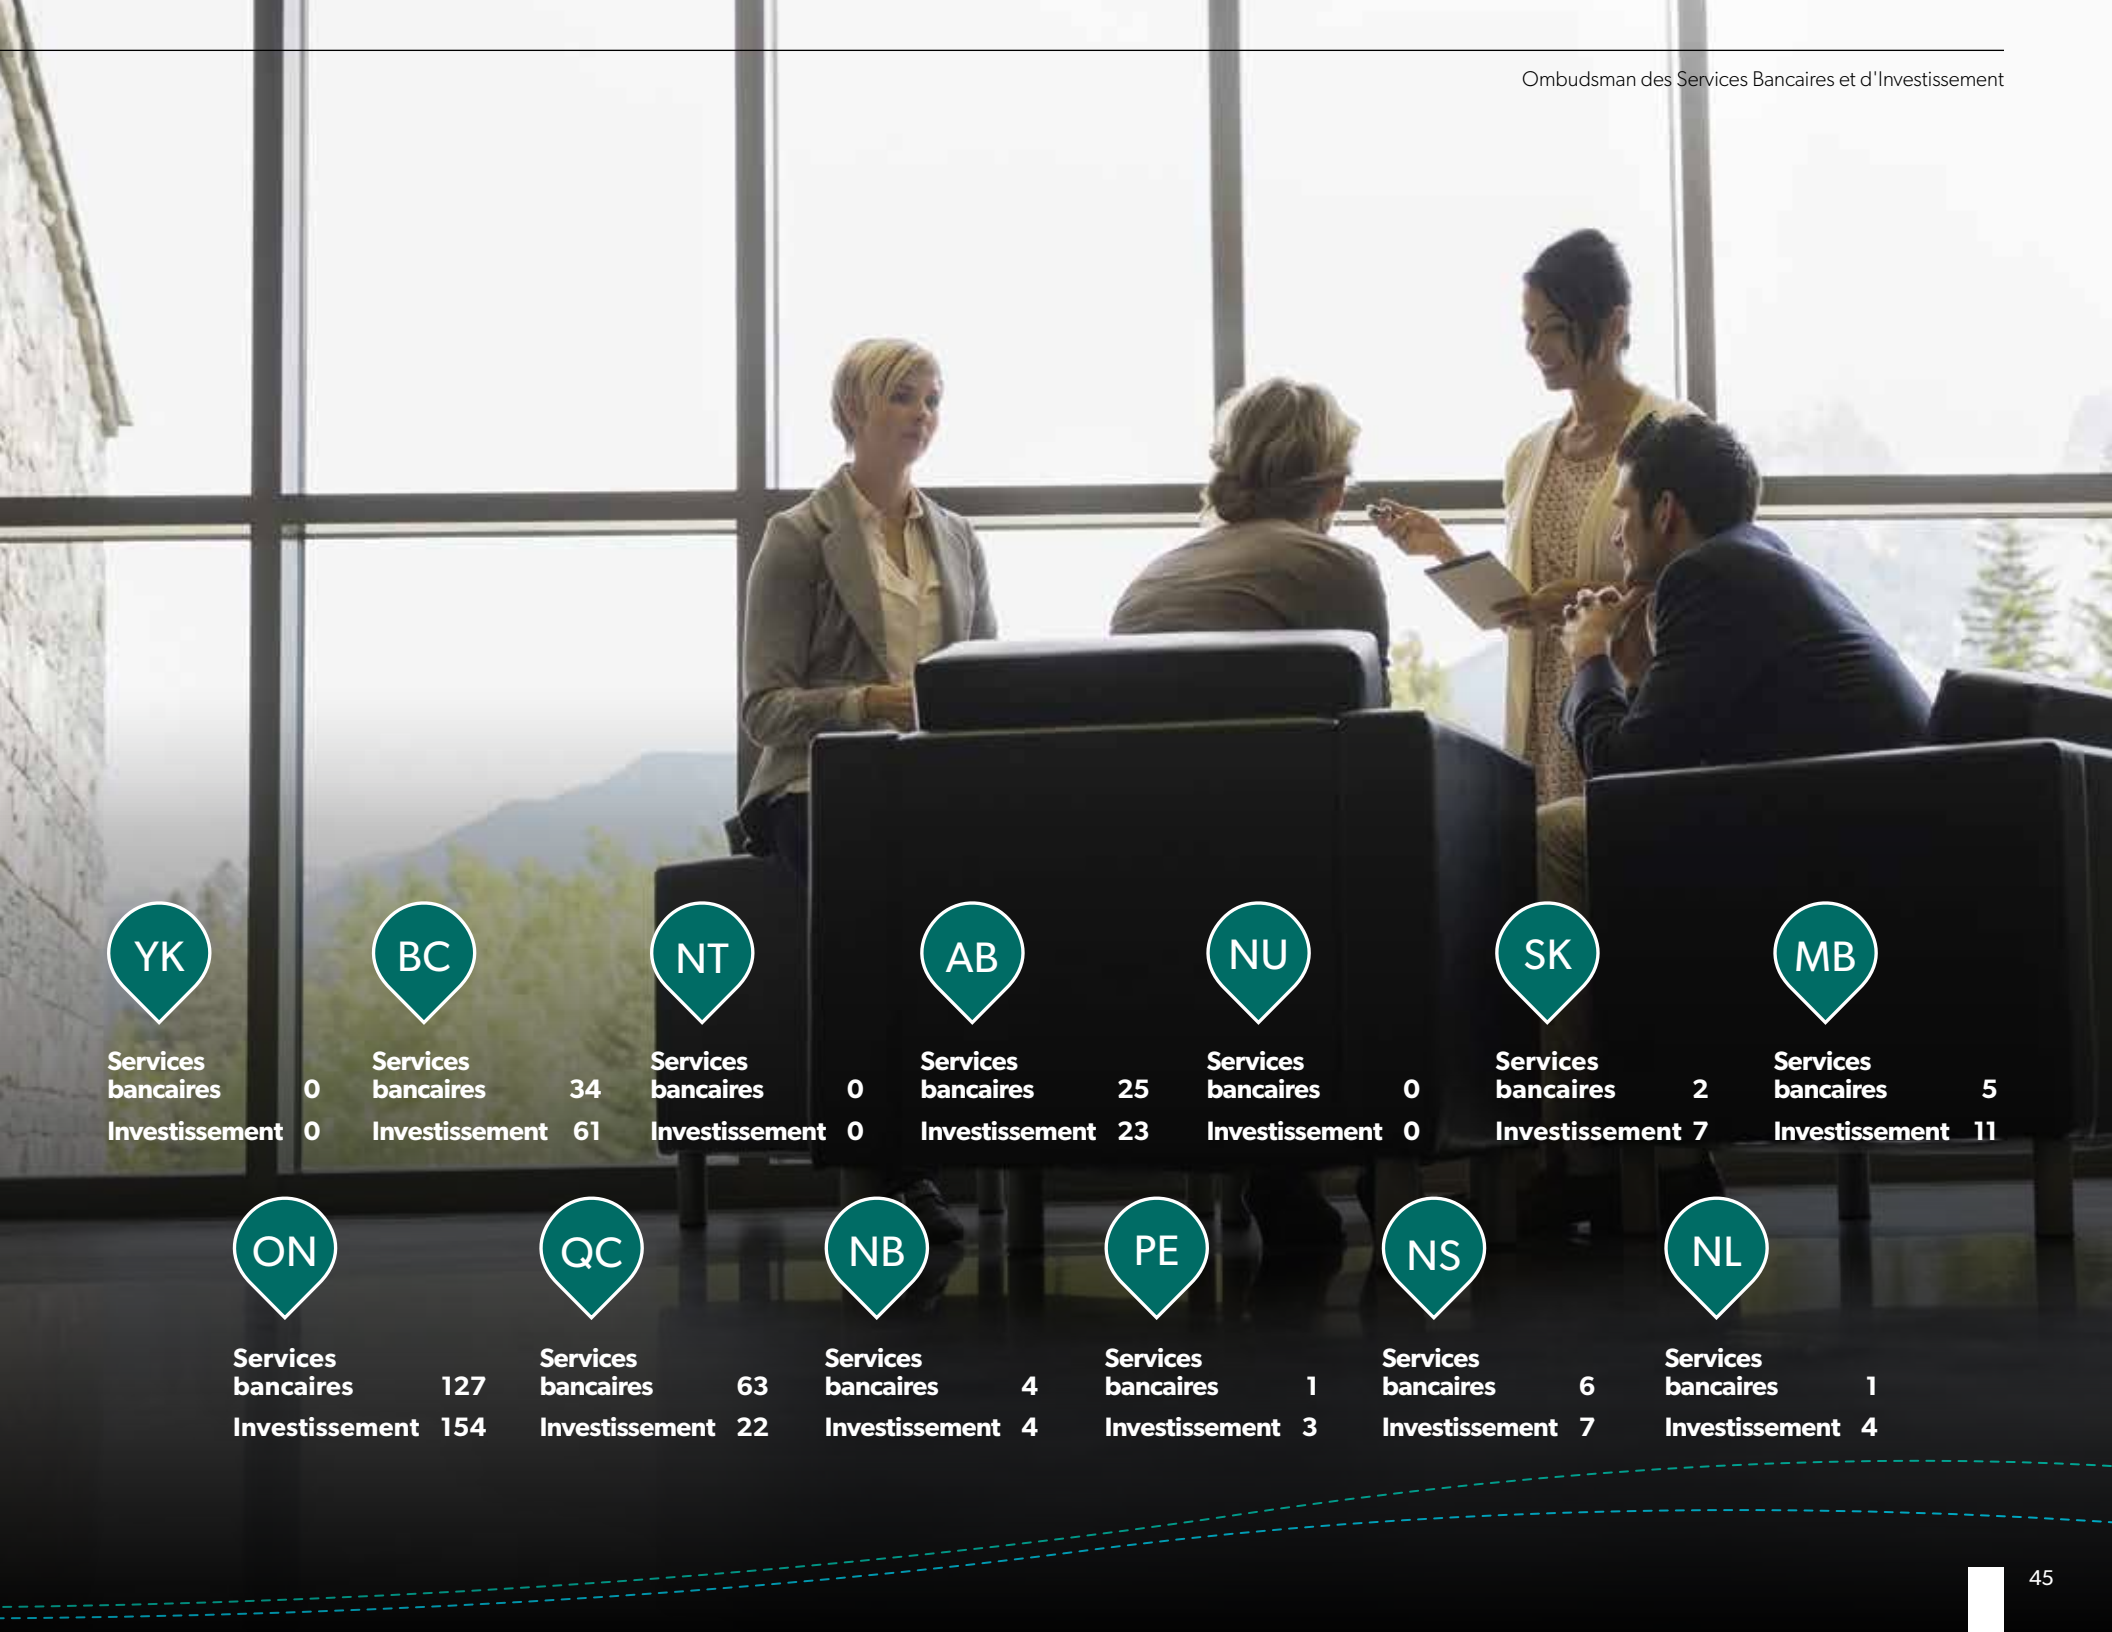 Ombudsman des Services Bancaires et d'Investissement
YK
Services
bancaires 0
Investissement 0
BC
Services
bancaires 34
Investissement 61
NT
Services
bancaires 0
Investissement 0
AB
Services
bancaires 25
Investissement 23
NU
Services
bancaires 0
Investissement 0
SK
Services
bancaires 2
Investissement 7
MB
Services
bancaires 5
Investissement 11
ON
Services
bancaires 127
Investissement 154
QC
Services
bancaires 63
Investissement 22
NB
Services
bancaires 4
Investissement 4
PE
Services
bancaires 1
Investissement 3
NS
Services
bancaires 6
Investissement 7
NL
Services
bancaires 1
Investissement 4
45